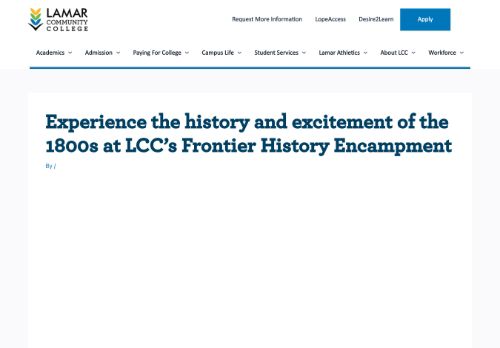 LAMAR
COMMUNITY
COLLEGE
Request More Information LopeAccess Desire2Learn Apply
Academics Admission Paying For College Campus Life Student Services Lamar Athletics About LCC Workforce
Experience the history and excitement of the
1800s at LCC's Frontier History Encampment
By /